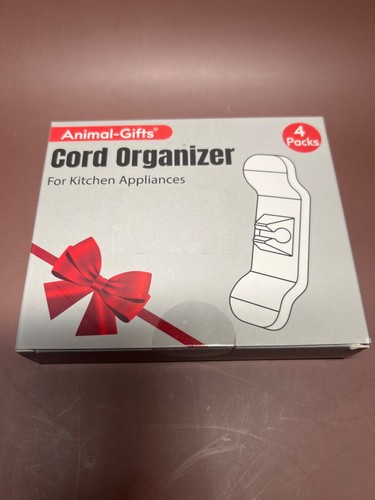 Animal-Gifts®
4
Packs
Cord Organizer
For Kitchen Appliances